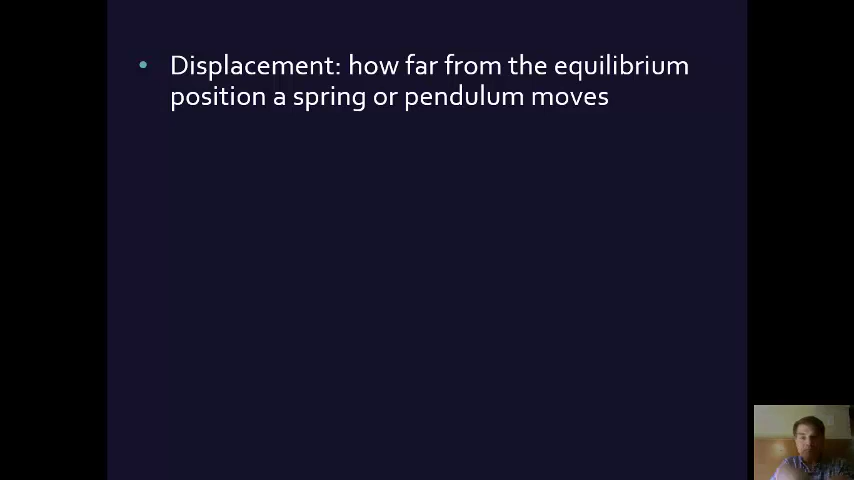 • Displacement: how far from the equilibrium
position a spring or pendulum moves